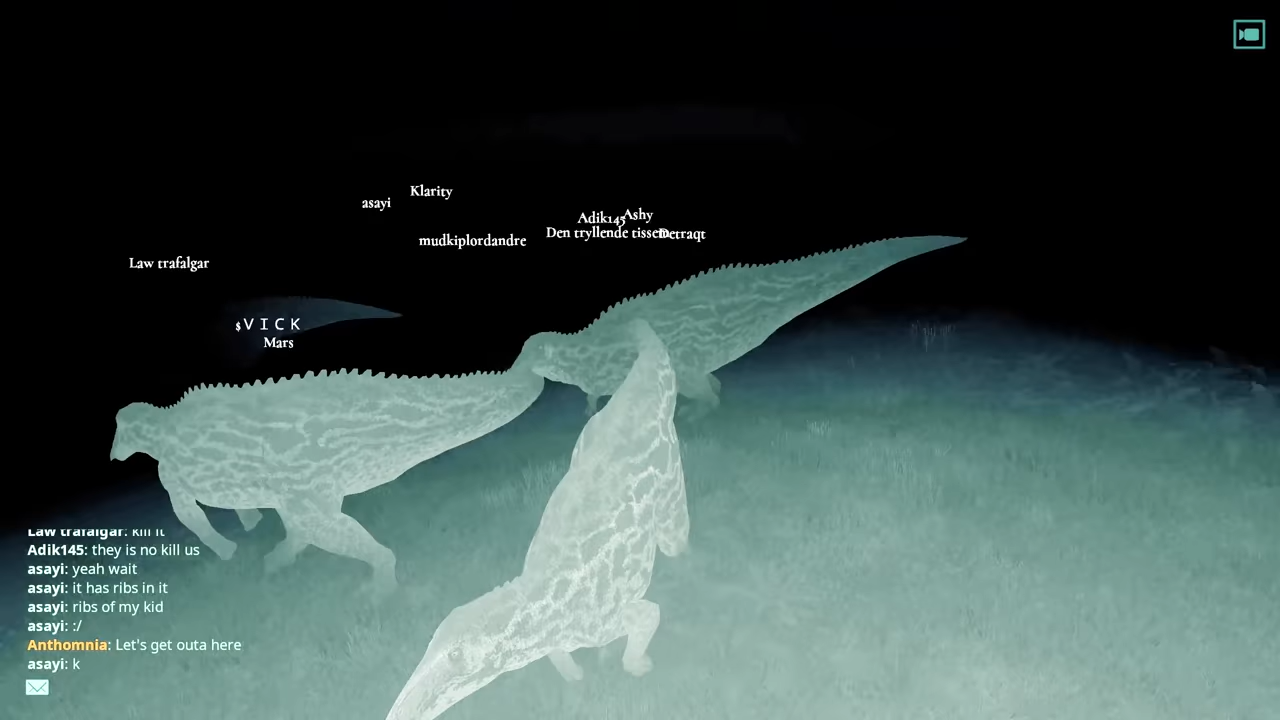 Klarity
asayi
Adik145
Ashy
Den tryllende tissem
Detraqt
mudkiplordandre
Law trafalgar
$VICK
Mars
Law trafalgar: kill it
Adik145: they is no kill us
asayi: yeah wait
asayi: it has ribs in it
asayi: ribs of my kid
asayi: :/
Anthomnia: Let's get outa here
asayi: k